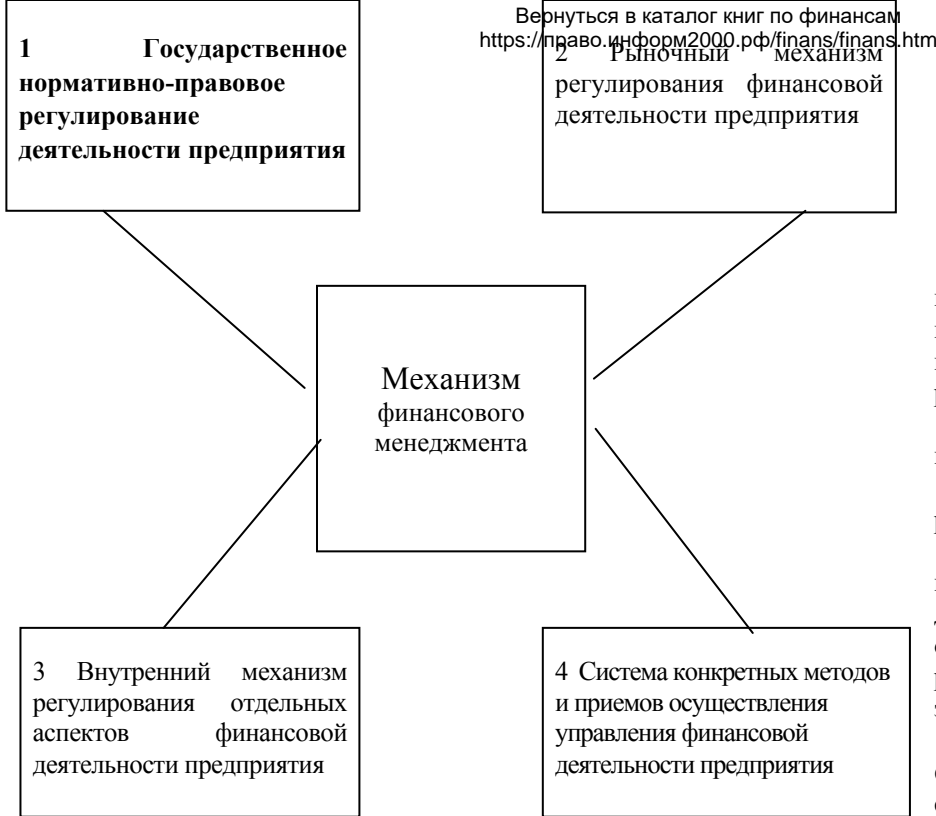 Вернуться в каталог книг по финансам
https://право.информ2000.рф/finans/finans.htm
1 Государственное
нормативно-правовое
регулирование
деятельности предприятия
2 Рыночный механизм
регулирования финансовой
деятельности предприятия
Механизм
финансового
менеджмента
3 Внутренний механизм
регулирования отдельных
аспектов финансовой
деятельности предприятия
4 Система конкретных методов
и приемов осуществления
управления финансовой
деятельности предприятия